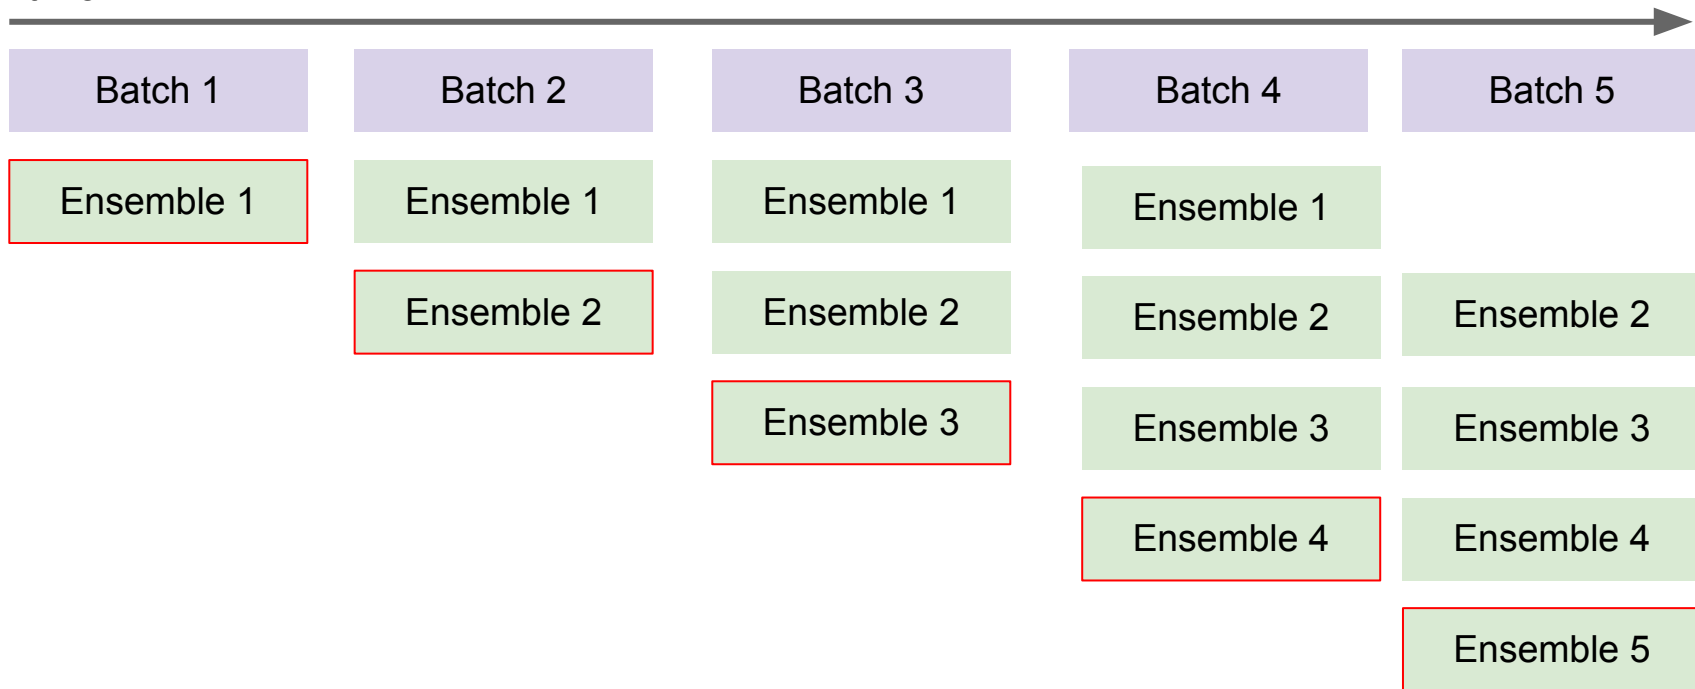 Batch 1 Batch 2 Batch 3 Batch 4 Batch 5
Ensemble 1 Ensemble 1 Ensemble 1 Ensemble 1
Ensemble 2 Ensemble 2 Ensemble 2 Ensemble 2
Ensemble 3 Ensemble 3 Ensemble 3
Ensemble 4 Ensemble 4
Ensemble 5